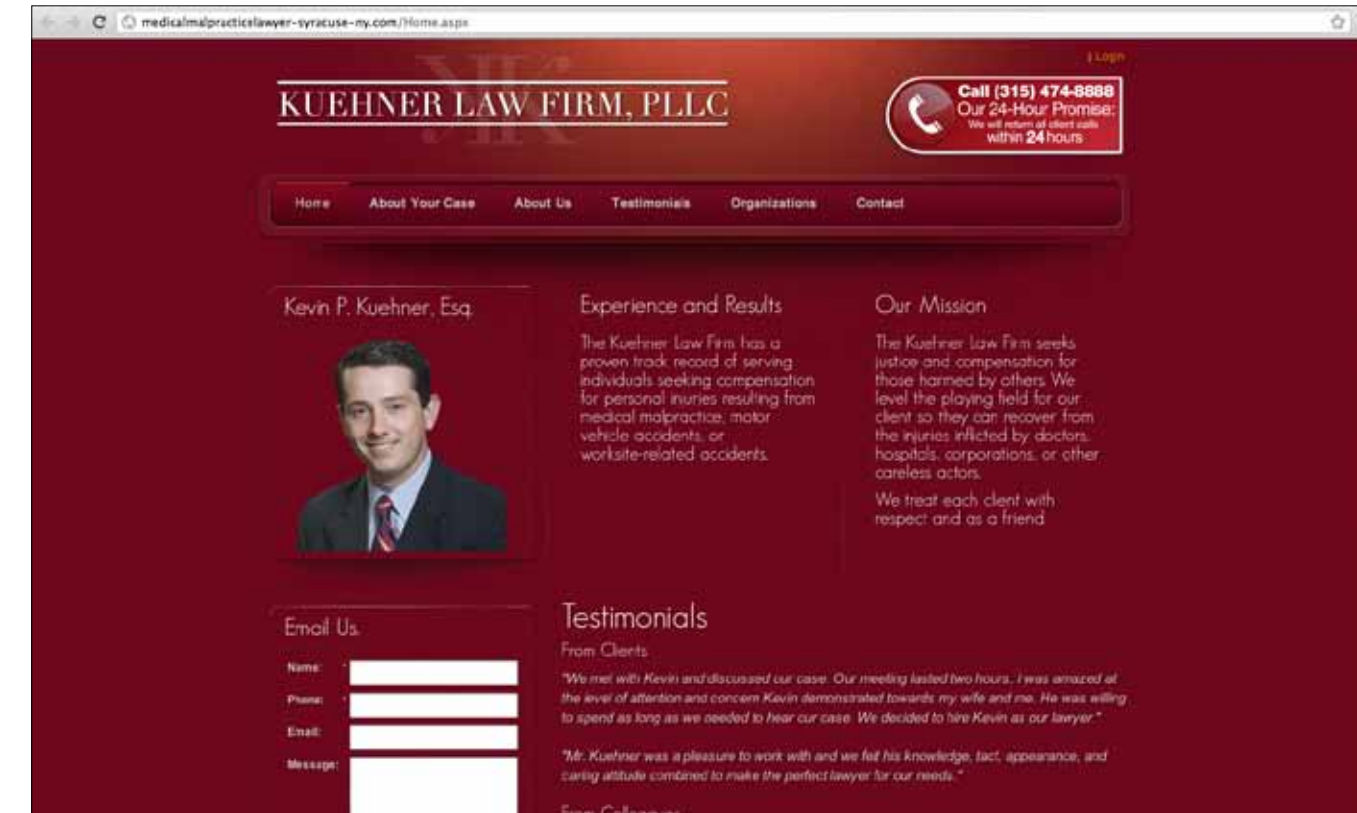 medicalmalpracticelawyer-syracuse-ny.com/Home.aspx
| Login
KUEHNER LAW FIRM, PLLC
Call (315) 474-8888
Our 24-Hour Promise:
We will return all client calls
within 24 hours
Home About Your Case About Us Testimonials Organizations Contact
Kevin P. Kuehner, Esq.
Experience and Results
The Kuehner Law Firm has a
proven track record of serving
individuals seeking compensation
for personal injuries resulting from
medical malpractice, motor
vehicle accidents, or
worksite-related accidents.
Our Mission
The Kuehner Law Firm seeks
justice and compensation for
those harmed by others. We
level the playing field for our
client so they can recover from
the injuries inflicted by doctors,
hospitals, corporations, or other
careless actors.
We treat each client with
respect and as a friend
Email Us.
Name: *
Phone: *
Email:
Message:
Testimonials
From Clients
"We met with Kevin and discussed our case. Our meeting lasted two hours. I was amazed at
the level of attention and concern Kevin demonstrated towards my wife and me. He was willing
to spend as long as we needed to hear our case. We decided to hire Kevin as our lawyer."
"Mr. Kuehner was a pleasure to work with and we felt his knowledge, tact, appearance, and
caring attitude combined to make the perfect lawyer for our needs."
From Colleagues